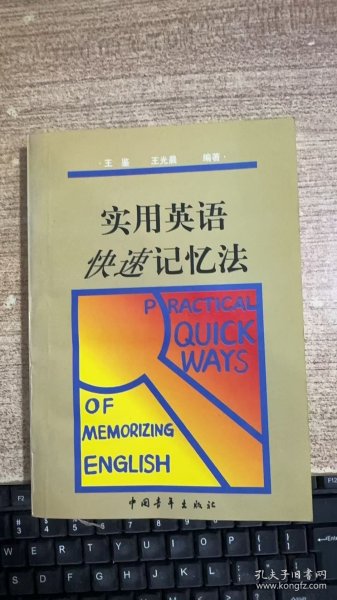 ·王 鉴 王光晨 编著·
实用英语
快速记忆法
PRACTICAL
QUICK
WAYS
OF
MEMORIZING
ENGLISH
中国青年出版社
W E R T Y U I O P
孔夫子旧书网
www.kongfz.com